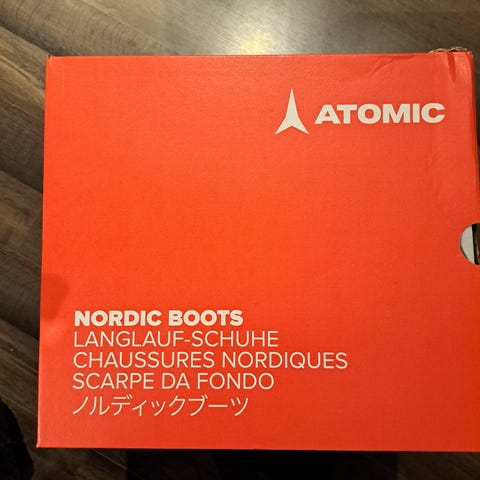 ATOMIC
NORDIC BOOTS
LANGLAUF-SCHUHE
CHAUSSURES NORDIQUES
SCARPE DA FONDO
ノルディックブーツ